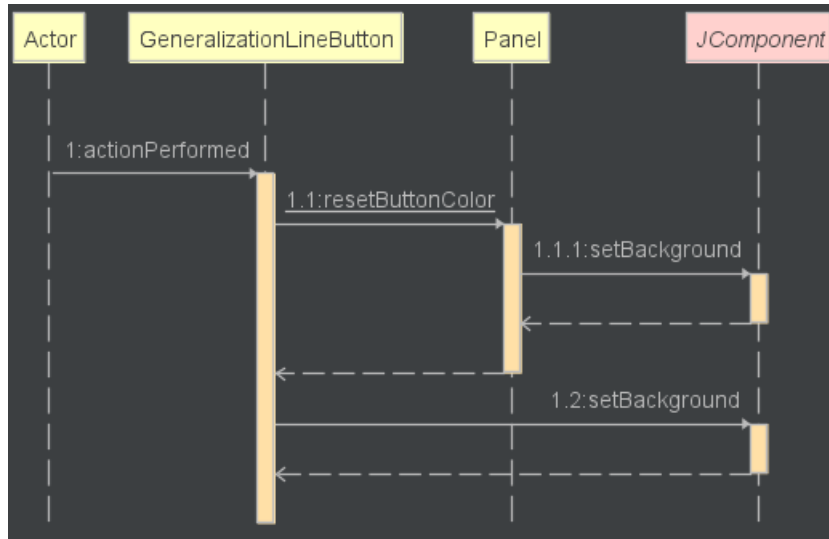 Actor
GeneralizationLineButton
Panel
JComponent
1:actionPerformed
1.1:resetButtonColor
1.1.1:setBackground
1.2:setBackground